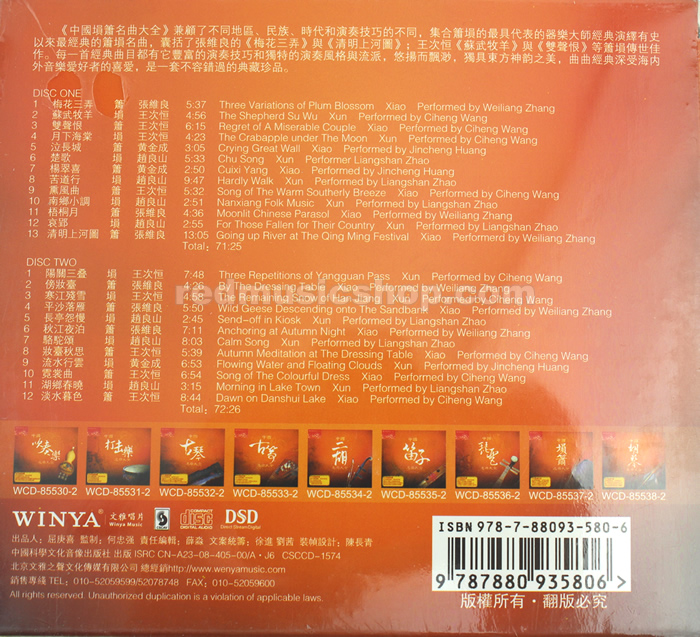 《中國塤簫名曲大全》兼顧了不同地區、民族、時代和演奏技巧的不同，集合簫塤的最具代表的器樂大師經典演繹有史
以來最經典的簫塤名曲，囊括了張維良的《梅花三弄》與《清明上河圖》；王次恒《蘇武牧羊》與《雙聲恨》等簫塤傳世佳
作。每一首經典曲目都有它豐富的演奏技巧和獨特的演奏風格與流派，悠揚而飄渺，獨具東方神韵之美，曲曲經典深受海内
外音樂愛好者的喜愛，是一套不容錯過的典藏珍品。
DISC ONE
1 梅花三弄 簫 張維良 5:37 Three Variations of Plum Blossom Xiao Performed by Weiliang Zhang
2 蘇武牧羊 塤 王次恒 4:56 The Shepherd Su Wu Xun Performed by Ciheng Wang
3 雙聲恨 簫 王次恒 6:15 Regret of A Miserable Couple Xiao Performed by Ciheng Wang
4 月下海棠 塤 王次恒 4:23 The Crabapple under the Moon Xun Performed by Ciheng Wang
5 泣長城 簫 黃金成 3:05 Crying Great Wall Xiao Performed by Jincheng Huang
6 楚歌 塤 趙良山 5:33 Chu Song Xun Performer Liangshan Zhao
7 楊翠喜 簫 黃金成 2:50 Cuixi Yang Xiao Performed by Jincheng Huang
8 苦道行 塤 趙良山 9:47 Hardly Walk Xun Performed by Liangshan Zhao
9 熏風曲 簫 王次恒 5:32 Song of The Warm Southerly Breeze Xiao Performed by Ciheng Wang
10 南鄉小調 塤 趙良山 2:51 Nanxiang Folk Music Xun Performed by Liangshan Zhao
11 梧桐月 簫 張維良 4:36 Moonlit Chinese Parasol Xiao Performed by Weiliang Zhang
12 哀郢 塤 趙良山 2:55 For Those Fallen for Their Country Xun Performed by Liangshan Zhao
13 清明上河圖 簫 張維良 13:05 Going up River at The Qing Ming Festival Xiao Performerd by Weiliang Zhang
Total: 71:25
DISC TWO
1 陽關三叠 塤 王次恒 7:48 Three Repetitions of Yangguan Pass Xun Performed by Ciheng Wang
2 傍妝臺 簫 張維良 4:26 The Dressing Table Xiao Performed by Weiliang Zhang
3 寒江殘雪 塤 王次恒 4:58 The Remaining Snow of Cold River Xun Performed by Ciheng Wang
4 平沙落雁 簫 張維良 5:50 Wild Geese Descending onto The Sandbank Xiao Performed by Weiliang Zhang
5 長亭怨慢 塤 趙良山 2:45 Send-off in Kiosk Xun Performed by Liangshan Zhao
6 秋江夜泊 簫 張維良 7:11 Anchoring at Autumn Night Xiao Performed by Weiliang Zhang
7 駱駝頌 塤 趙良山 8:03 Calm Song Xun Performed by Liangshan Zhao
8 妝臺秋思 簫 王次恒 5:39 Autumn Meditation at The Dressing Table Xiao Performed by Ciheng Wang
9 流水行雲 塤 黃金成 6:53 Flowing Water and Floating Clouds Xun Performed by Jincheng Huang
10 霓裳曲 簫 王次恒 6:54 Song of The Colourful Dress Xiao Performed by Ciheng Wang
11 湖鄉春曉 塤 趙良山 3:15 Morning in Lake Town Xun Performed by Liangshan Zhao
12 淡水暮色 簫 王次恒 8:44 Dawn on Danshui Lake Xiao Performed by Ciheng Wang
Total: 72:26
redmusicshop.com
吹奏樂 打击樂 古琴 古箏 二胡 笛子 琵琶 塤簫
WCD-85530-2 WCD-85531-2 WCD-85532-2 WCD-85533-2 WCD-85534-2 WCD-85535-2 WCD-85536-2 WCD-85537-2 WCD-85538-2
WINYA® 文雅唱片 Winya Music COMPACT disc DIGITAL AUDIO DSD Direct Stream Digital
出品人：屈庚喜 監制：何忠强 責任編輯：薛淼 文案統籌：徐進 劉茜 裝幀設計：陳長青
中國科學文化音像出版社 出版 ISRC CN-A23-08-405-00/A·J6 CSCCD-1574
北京文雅之聲文化傳媒有限公司 總經銷 http://www.wenyamusic.com
銷售專綫 TEL: 010-52059599/52078748 FAX: 010-52059600
All rights reserved. Unauthorized duplication is a violation of applicable laws.
ISBN 978-7-88093-580-6
9 787880 935806 >
版權所有·翻版必究